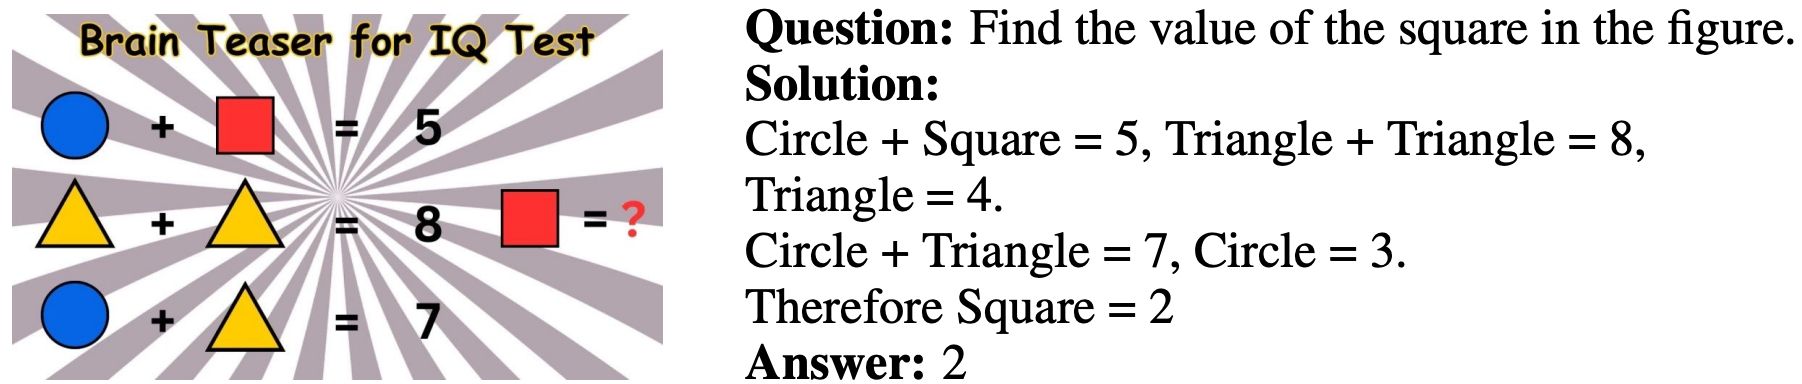 Brain Teaser for IQ Test
+ = 5
+ = 8 = ?
+ = 7
Question: Find the value of the square in the figure.
Solution:
Circle + Square = 5, Triangle + Triangle = 8,
Triangle = 4.
Circle + Triangle = 7, Circle = 3.
Therefore Square = 2
Answer: 2